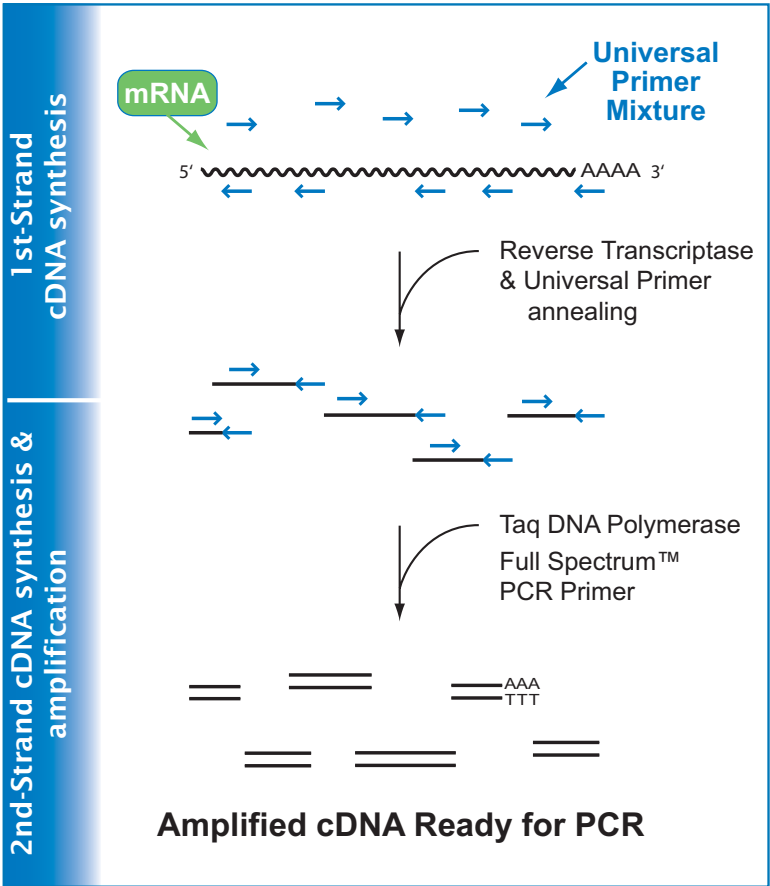 1st-Strand
cDNA synthesis
mRNA
Universal
Primer
Mixture
5‘
AAAA 3‘
Reverse Transcriptase
& Universal Primer
annealing
2nd-Strand cDNA synthesis &
amplification
Taq DNA Polymerase
Full Spectrum™
PCR Primer
AAA
TTT
Amplified cDNA Ready for PCR